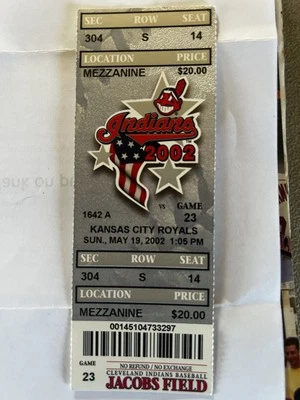 SEC ROW SEAT
304 S 14
LOCATION PRICE
MEZZANINE $20.00
Indians
2002
1642 A VS GAME
23
KANSAS CITY ROYALS
SUN., MAY 19, 2002 1:05 PM
SEC ROW SEAT
304 S 14
LOCATION PRICE
MEZZANINE $20.00
00145104733297
GAME
23
NO REFUND / NO EXCHANGE
CLEVELAND INDIANS BASEBALL
JACOBS FIELD